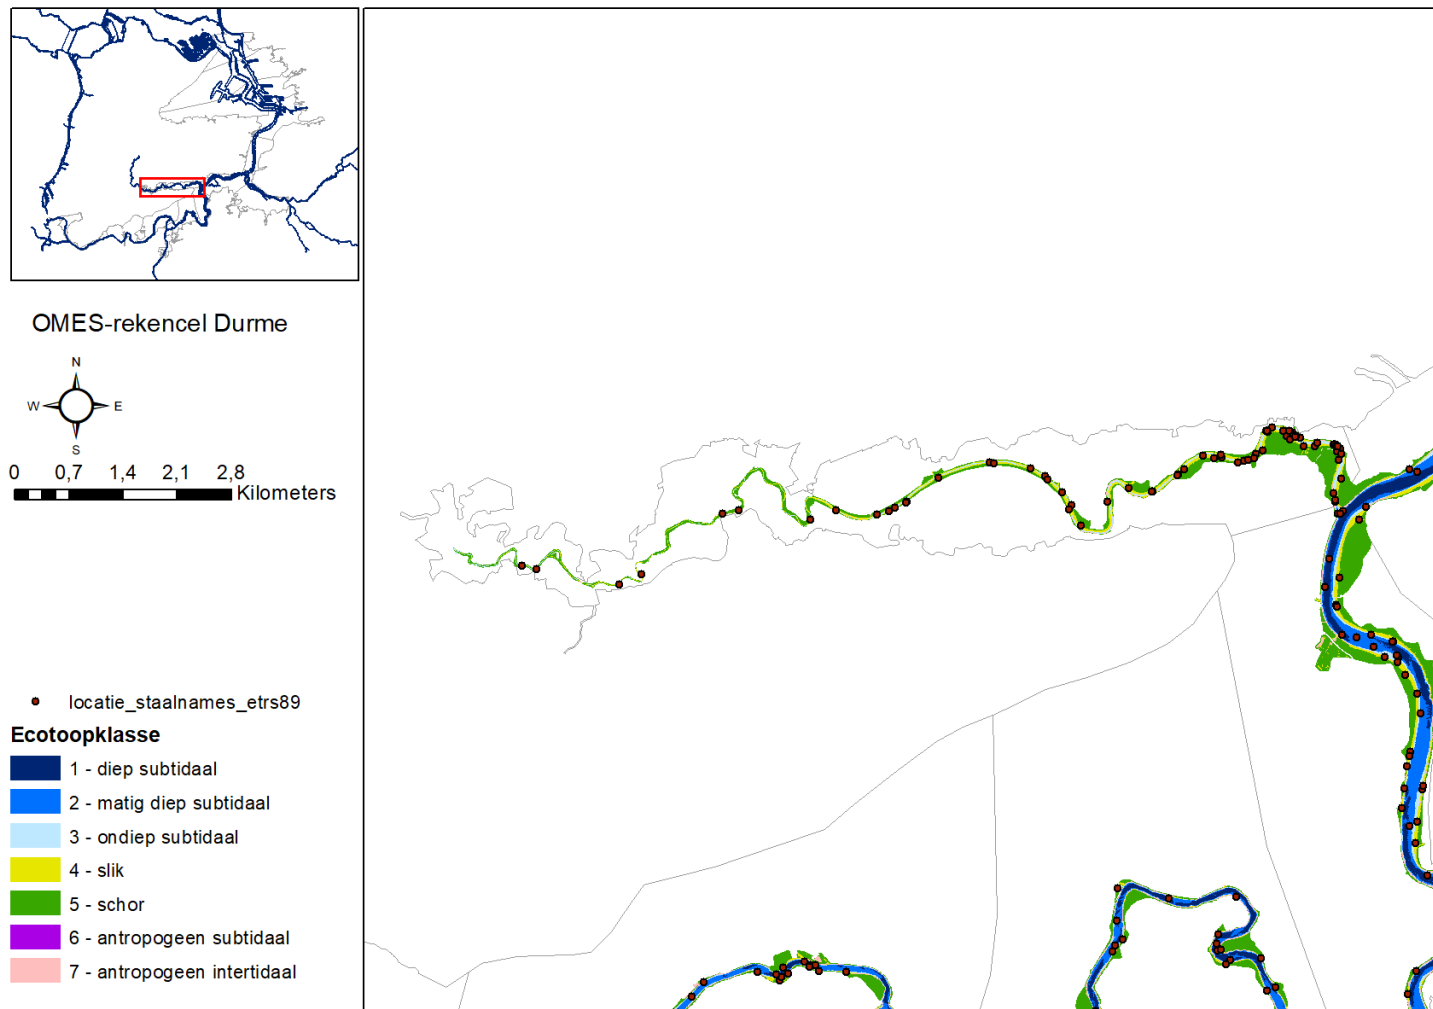 OMES-rekencel Durme
N
W E
S
0 0,7 1,4 2,1 2,8
Kilometers
locatie_staalnames_etrs89
Ecotoopklasse
1 - diep subtidaal
2 - matig diep subtidaal
3 - ondiep subtidaal
4 - slik
5 - schor
6 - antropogeen subtidaal
7 - antropogeen intertidaal